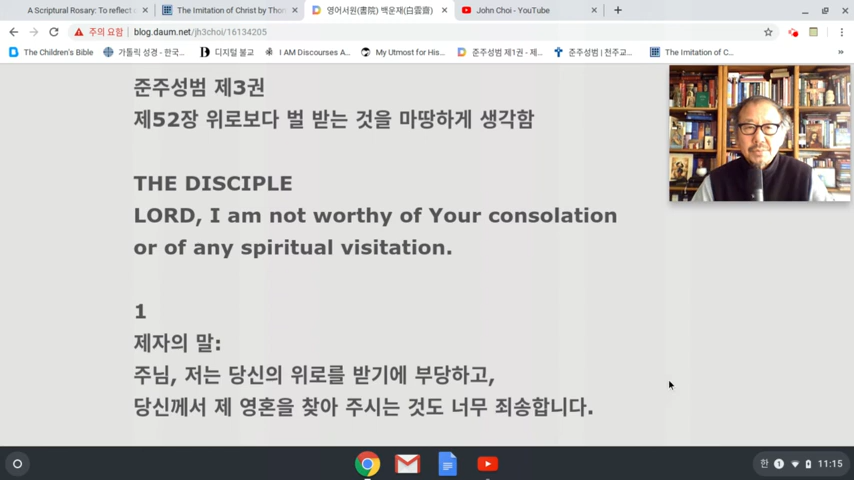 A Scriptural Rosary: To reflect
The Imitation of Christ by Thon
영어서원(書院) 백운재(白雲齋)
John Choi - YouTube
주의 요함
blog.daum.net/jh3choi/16134205
The Children's Bible
가톨릭 성경 - 한국...
디지털 불교
I AM Discourses A...
My Utmost for His...
준주성범 제1권 - 제...
준주성범 | 천주교...
The Imitation of C...
준주성범 제3권
제52장 위로보다 벌 받는 것을 마땅하게 생각함
THE DISCIPLE
LORD, I am not worthy of Your consolation
or of any spiritual visitation.
1
제자의 말:
주님, 저는 당신의 위로를 받기에 부당하고,
당신께서 제 영혼을 찾아 주시는 것도 너무 죄송합니다.
한
1
11:15